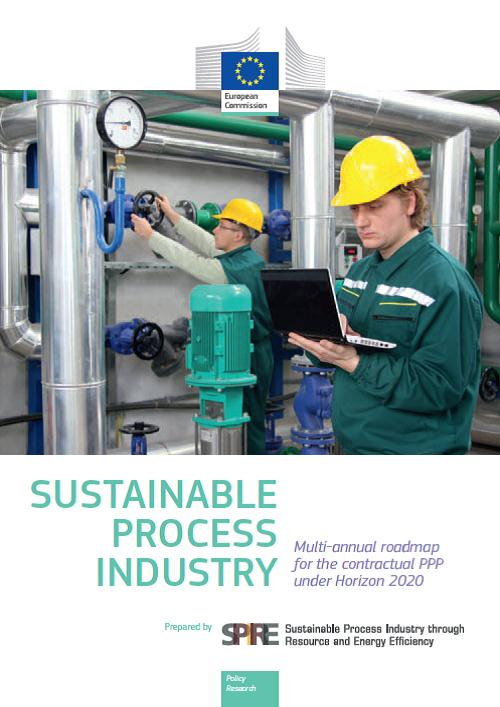 European
Commission
SUSTAINABLE
PROCESS
INDUSTRY
Multi-annual roadmap
for the contractual PPP
under Horizon 2020
Prepared by
SPIRE
Sustainable Process Industry through
Resource and Energy Efficiency
Policy
Research